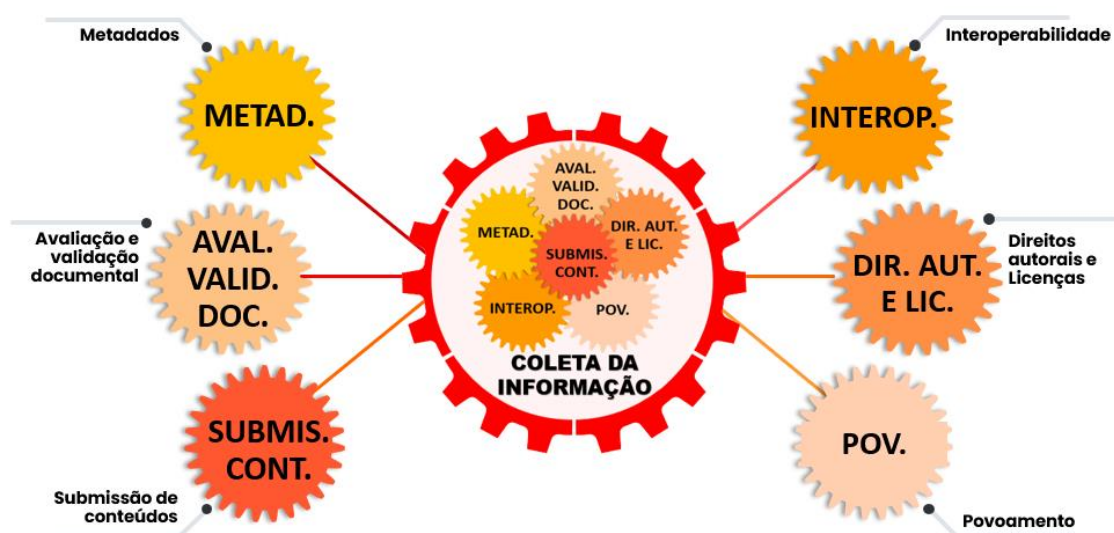 Metadados
METAD.
Avaliação e
validação
documental
AVAL.
VALID.
DOC.
SUBMIS.
CONT.
Submissão de
conteúdos
AVAL.
VALID.
DOC.
METAD.
DIR. AUT.
E LIC.
SUBMIS.
CONT.
INTEROP.
POV.
COLETA DA
INFORMAÇÃO
Interoperabilidade
INTEROP.
DIR. AUT.
E LIC.
Direitos
autorais e
Licenças
POV.
Povoamento